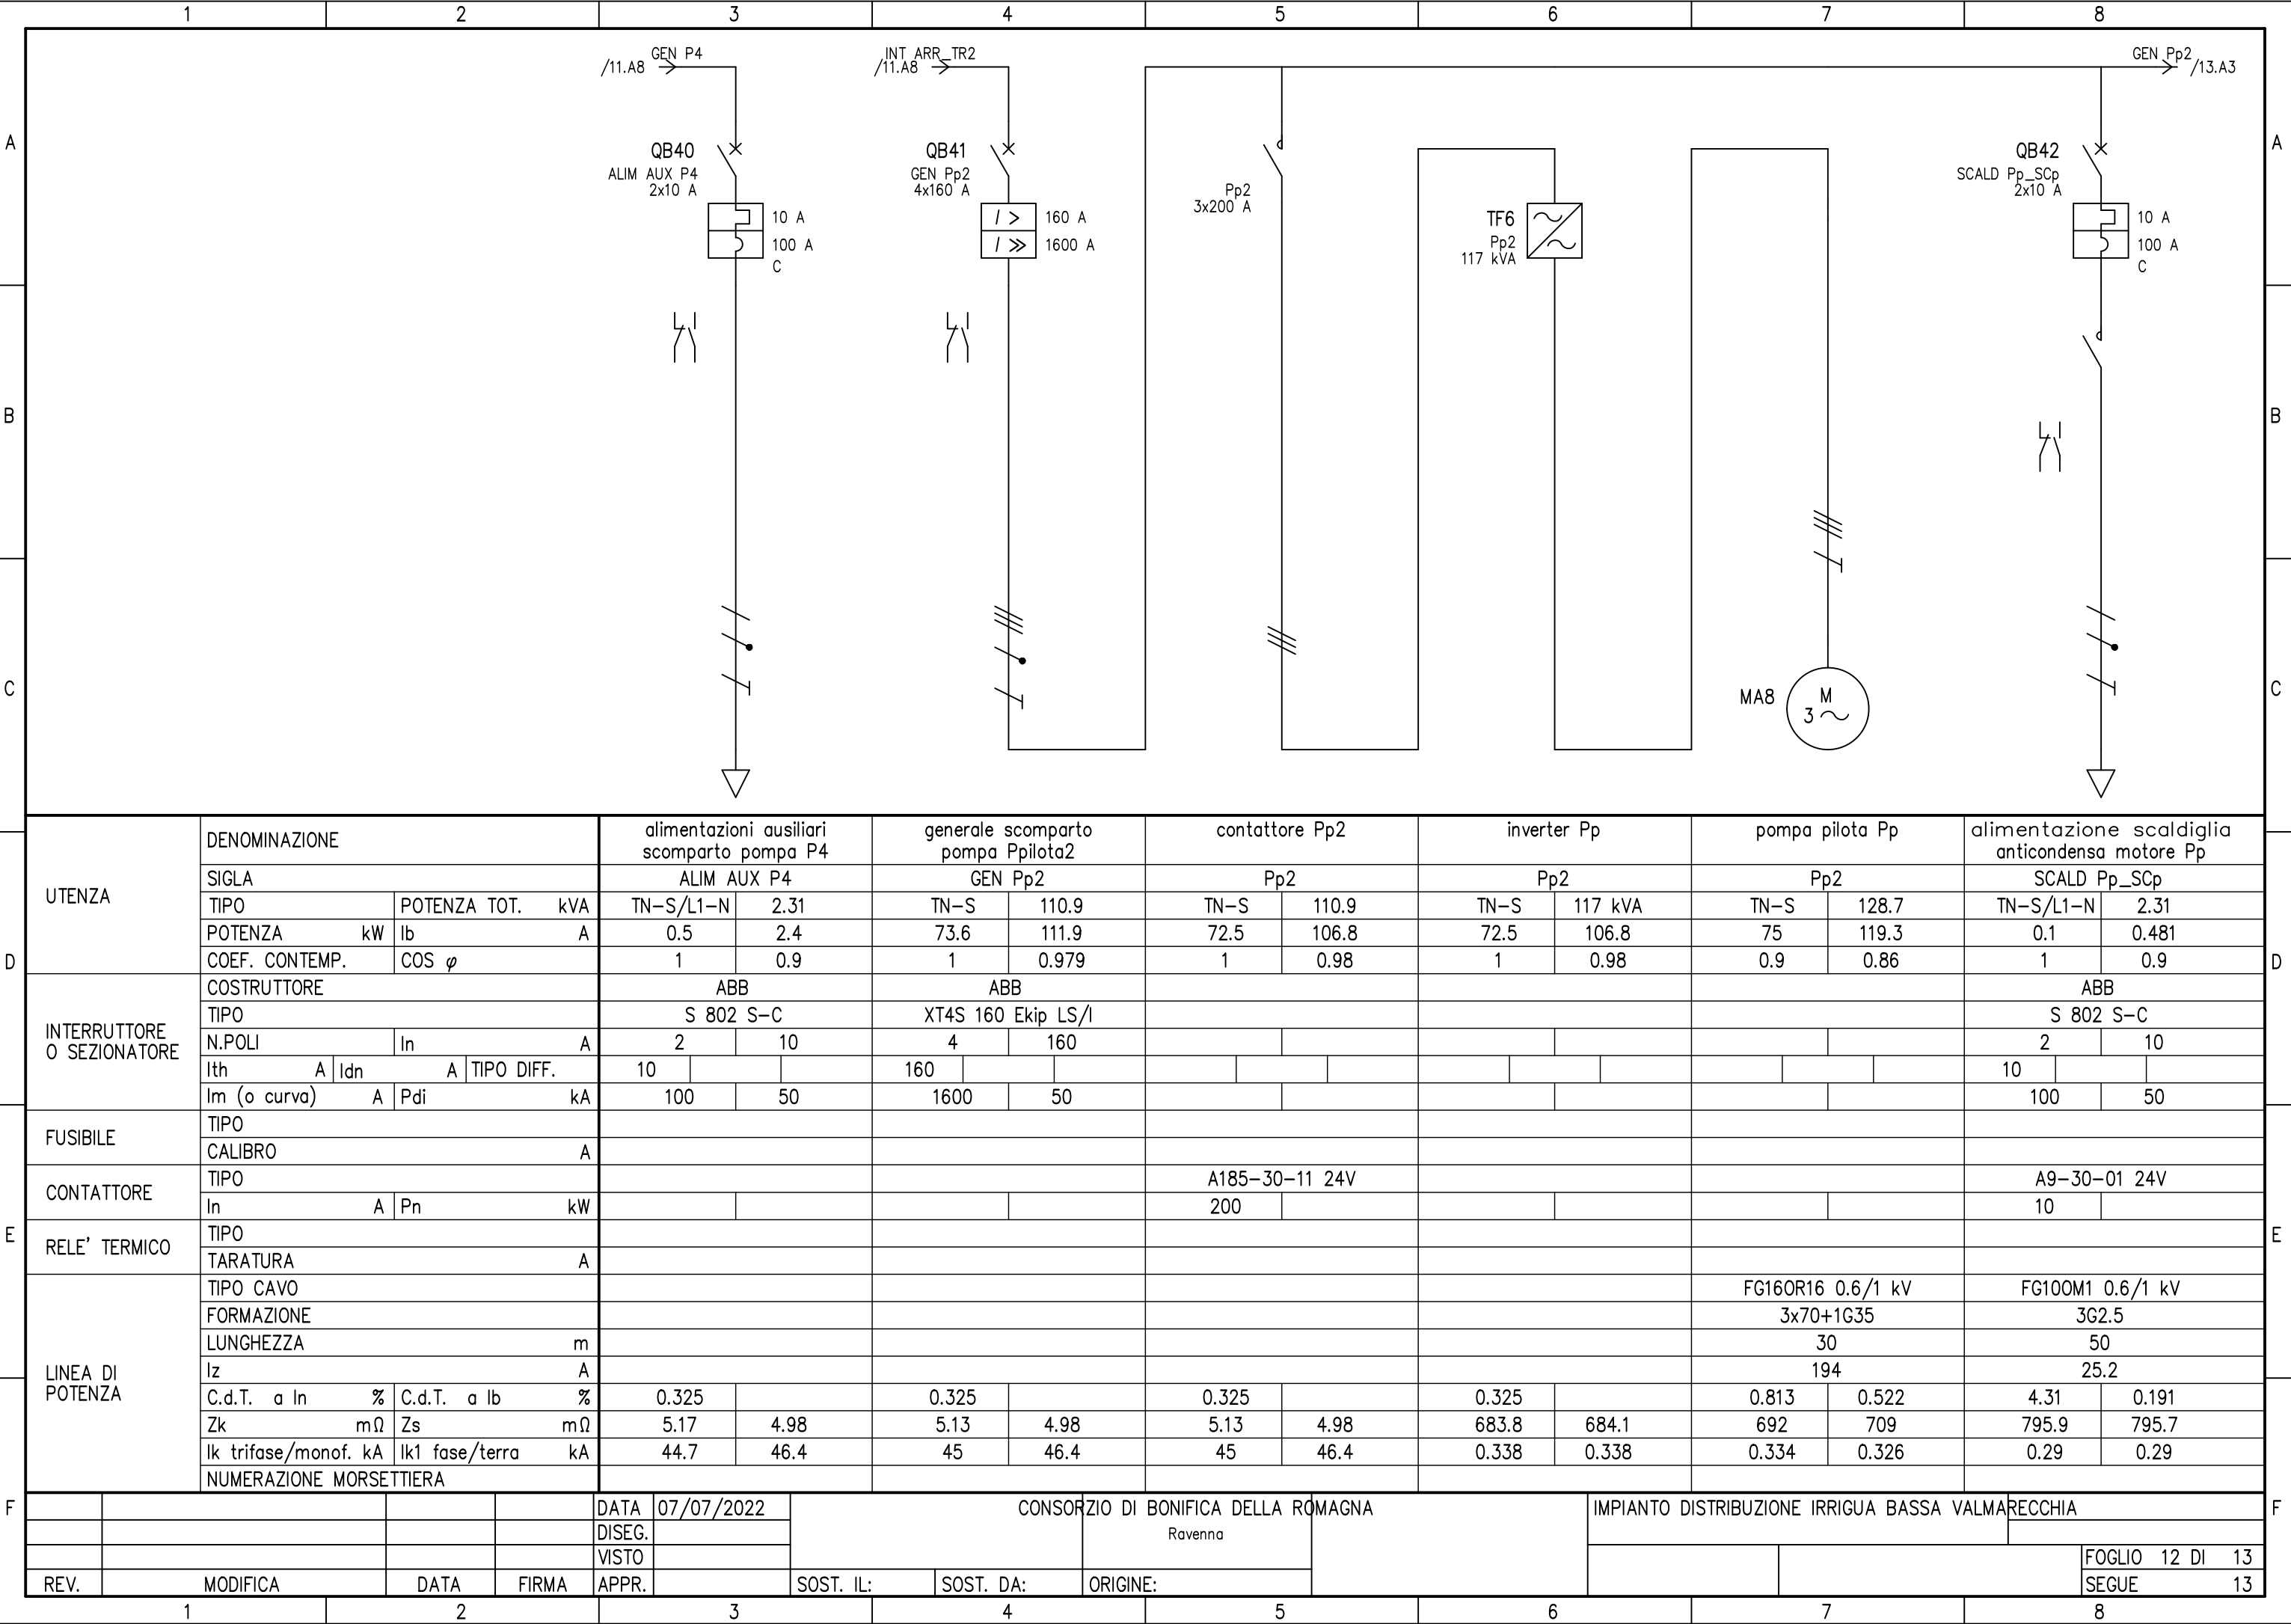 1 2 3 4 5 6 7 8
GEN P4
/11.A8
INT ARR_TR2
/11.A8
GEN Pp2
/13.A3
A A
QB40
ALIM AUX P4
2x10 A
10 A
100 A
C
QB41
GEN Pp2
4x160 A
I >
160 A
I >>
1600 A
Pp2
3x200 A
TF6
Pp2
117 kVA
QB42
SCALD Pp_SCp
2x10 A
10 A
100 A
C
B B
C C
MA8
M
3
UTENZA
DENOMINAZIONE
alimentazioni ausiliari
scomparto pompa P4
generale scomparto
pompa Ppilota2
contattore Pp2
inverter Pp
pompa pilota Pp
alimentazione scaldiglia
anticondensa motore Pp
SIGLA ALIM AUX P4 GEN Pp2 Pp2 Pp2 Pp2 SCALD Pp_SCp
TIPO POTENZA TOT. kVA TN-S/L1-N 2.31 TN-S 110.9 TN-S 110.9 TN-S 117 kVA TN-S 128.7 TN-S/L1-N 2.31
POTENZA kW Ib A 0.5 2.4 73.6 111.9 72.5 106.8 72.5 106.8 75 119.3 0.1 0.481
D COEF. CONTEMP. COS φ 1 0.9 1 0.979 1 0.98 1 0.98 0.9 0.86 1 0.9 D
INTERRUTTORE
O SEZIONATORE
COSTRUTTORE ABB ABB ABB
TIPO S 802 S-C XT4S 160 Ekip LS/I S 802 S-C
N.POLI In A 2 10 4 160 2 10
Ith A Idn A TIPO DIFF. 10 160 10
Im (o curva) A Pdi kA 100 50 1600 50 100 50
FUSIBILE
TIPO
CALIBRO A
CONTATTORE
TIPO A185-30-11 24V A9-30-01 24V
In A Pn kW 200 10
E E
RELE' TERMICO
TIPO
TARATURA A
LINEA DI
POTENZA
TIPO CAVO FG16OR16 0.6/1 kV FG10OM1 0.6/1 kV
FORMAZIONE 3x70+1G35 3G2.5
LUNGHEZZA m 30 50
Iz A 194 25.2
C.d.T. a In % C.d.T. a Ib % 0.325 0.325 0.325 0.325 0.813 0.522 4.31 0.191
Zk mΩ Zs mΩ 5.17 4.98 5.13 4.98 5.13 4.98 683.8 684.1 692 709 795.9 795.7
Ik trifase/monof. kA Ik1 fase/terra kA 44.7 46.4 45 46.4 45 46.4 0.338 0.338 0.334 0.326 0.29 0.29
NUMERAZIONE MORSETTIERA
F DATA 07/07/2022 CONSORZIO DI BONIFICA DELLA ROMAGNA IMPIANTO DISTRIBUZIONE IRRIGUA BASSA VALMARECCHIA F
DISEG. Ravenna
VISTO FOGLIO 12 DI 13
REV. MODIFICA DATA FIRMA APPR. SOST. IL: SOST. DA: ORIGINE: SEGUE 13
1 2 3 4 5 6 7 8